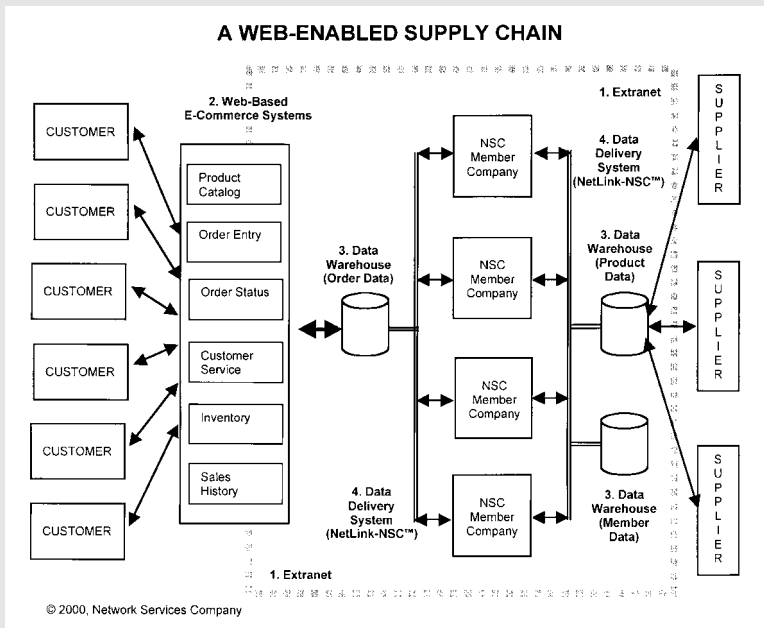 A WEB-ENABLED SUPPLY CHAIN
2. Web-Based
E-Commerce Systems
1. Extranet
CUSTOMER
CUSTOMER
CUSTOMER
CUSTOMER
CUSTOMER
CUSTOMER
Product
Catalog
Order Entry
Order Status
Customer
Service
Inventory
Sales
History
3. Data
Warehouse
(Order Data)
4. Data
Delivery
System
(NetLink-NSC™)
NSC
Member
Company
NSC
Member
Company
NSC
Member
Company
NSC
Member
Company
4. Data
Delivery
System
(NetLink-NSC™)
3. Data
Warehouse
(Product
Data)
3. Data
Warehouse
(Member
Data)
S
U
P
P
L
I
E
R
S
U
P
P
L
I
E
R
S
U
P
P
L
I
E
R
1. Extranet
© 2000, Network Services Company